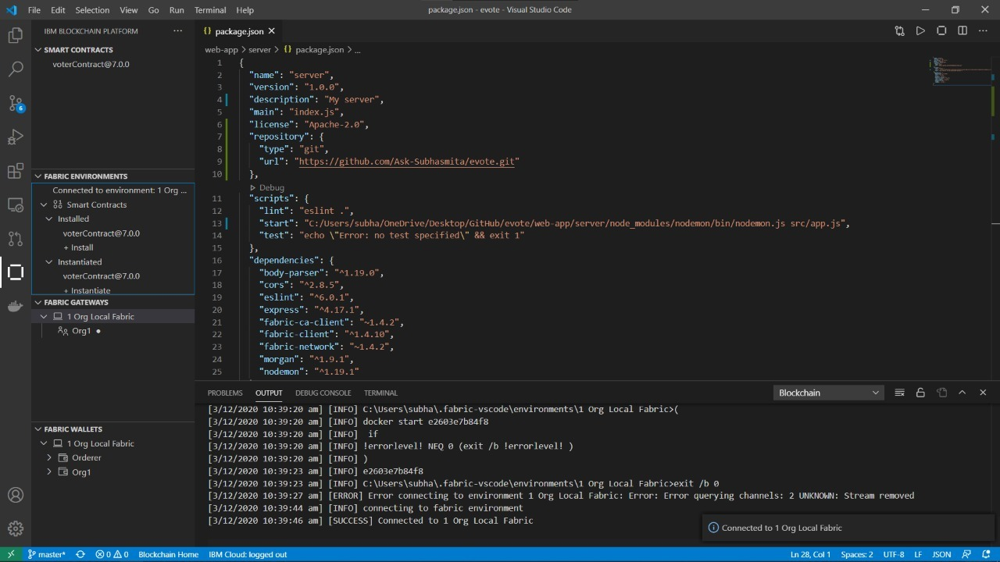 File Edit Selection View Go Run Terminal Help
package.json - evote - Visual Studio Code
IBM BLOCKCHAIN PLATFORM
SMART CONTRACTS
voterContract@7.0.0
6
FABRIC ENVIRONMENTS
Connected to environment: 1 Org ...
Smart Contracts
Installed
voterContract@7.0.0
+ Install
Instantiated
voterContract@7.0.0
+ Instantiate
FABRIC GATEWAYS
1 Org Local Fabric
Org1
FABRIC WALLETS
1 Org Local Fabric
Orderer
Org1
{} package.json
web-app > server > {} package.json > ...
1 {
2 "name": "server",
3 "version": "1.0.0",
4 "description": "My server",
5 "main": "index.js",
6 "license": "Apache-2.0",
7 "repository": {
8 "type": "git",
9 "url": "https://github.com/Ask-Subhasmita/evote.git"
10 },
Debug
11 "scripts": {
12 "lint": "eslint .",
13 "start": "C:/Users/subha/OneDrive/Desktop/GitHub/evote/web-app/server/node_modules/nodemon/bin/nodemon.js src/app.js",
14 "test": "echo \"Error: no test specified\" && exit 1"
15 },
16 "dependencies": {
17 "body-parser": "^1.19.0",
18 "cors": "^2.8.5",
19 "eslint": "^6.0.1",
20 "express": "^4.17.1",
21 "fabric-ca-client": "~1.4.2",
22 "fabric-client": "^1.4.10",
23 "fabric-network": "~1.4.2",
24 "morgan": "^1.9.1",
25 "nodemon": "^1.19.1"
PROBLEMS OUTPUT DEBUG CONSOLE TERMINAL
Blockchain
[3/12/2020 10:39:20 am] [INFO] C:\Users\subha\.fabric-vscode\environments\1 Org Local Fabric>(
[3/12/2020 10:39:20 am] [INFO] docker start e2603e7b84f8
[3/12/2020 10:39:20 am] [INFO] if
[3/12/2020 10:39:20 am] [INFO] !errorlevel! NEQ 0 (exit /b !errorlevel! )
[3/12/2020 10:39:20 am] [INFO] )
[3/12/2020 10:39:23 am] [INFO] e2603e7b84f8
[3/12/2020 10:39:23 am] [INFO] C:\Users\subha\.fabric-vscode\environments\1 Org Local Fabric>exit /b 0
[3/12/2020 10:39:27 am] [ERROR] Error connecting to environment 1 Org Local Fabric: Error: Error querying channels: 2 UNKNOWN: Stream removed
[3/12/2020 10:39:44 am] [INFO] connecting to fabric environment
[3/12/2020 10:39:46 am] [SUCCESS] Connected to 1 Org Local Fabric
Connected to 1 Org Local Fabric
master* 0 0 Blockchain Home IBM Cloud: logged out
Ln 28, Col 1 Spaces: 2 UTF-8 LF JSON